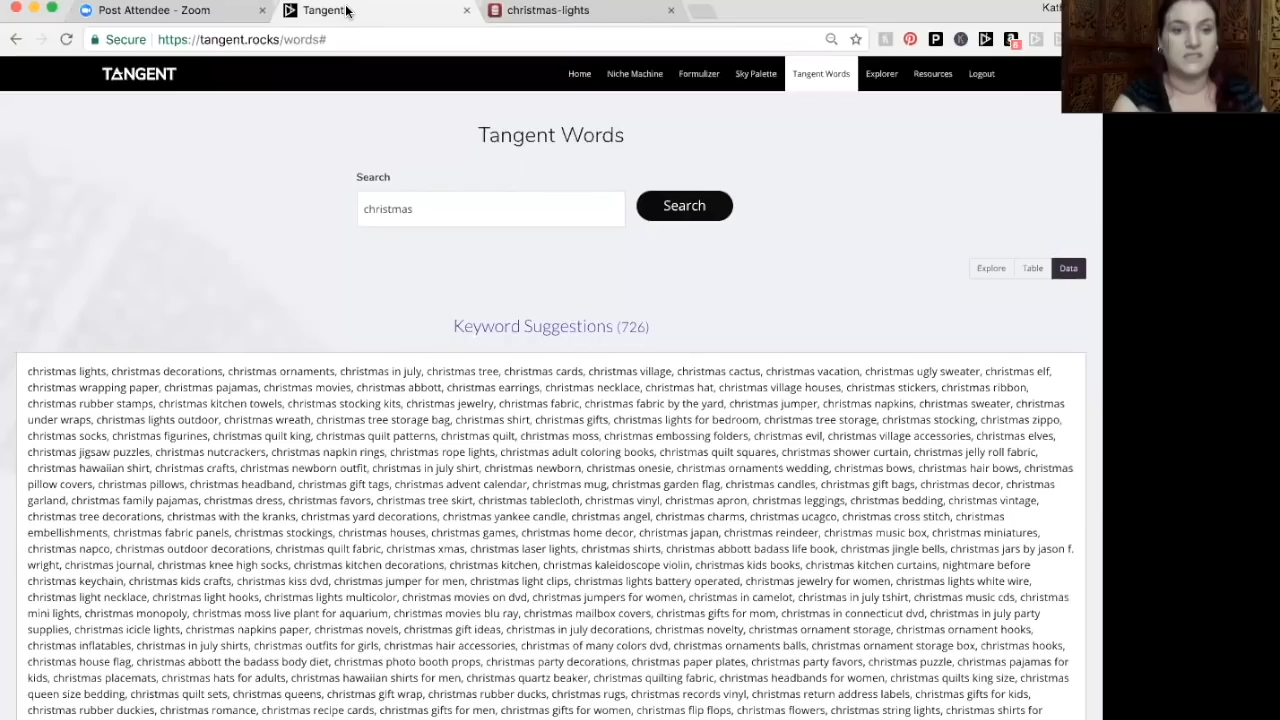 Post Attendee - Zoom
Tangent
christmas-lights
Kath
Secure https://tangent.rocks/words#
6
TANGENT
Home Niche Machine Formulizer Sky Palette Tangent Words Explorer Resources Logout
Tangent Words
Search
christmas Search
Explore Table Data
Keyword Suggestions (726)
christmas lights, christmas decorations, christmas ornaments, christmas in july, christmas tree, christmas cards, christmas village, christmas cactus, christmas vacation, christmas ugly sweater, christmas elf,
christmas wrapping paper, christmas pajamas, christmas movies, christmas abbott, christmas earrings, christmas necklace, christmas hat, christmas village houses, christmas stickers, christmas ribbon,
christmas rubber stamps, christmas kitchen towels, christmas stocking kits, christmas jewelry, christmas fabric, christmas fabric by the yard, christmas jumper, christmas napkins, christmas sweater, christmas
under wraps, christmas lights outdoor, christmas wreath, christmas tree storage bag, christmas shirt, christmas gifts, christmas lights for bedroom, christmas tree storage, christmas stocking, christmas zippo,
christmas socks, christmas figurines, christmas quilt king, christmas quilt patterns, christmas quilt, christmas moss, christmas embossing folders, christmas evil, christmas village accessories, christmas elves,
christmas jigsaw puzzles, christmas nutcrackers, christmas napkin rings, christmas rope lights, christmas adult coloring books, christmas quilt squares, christmas shower curtain, christmas jelly roll fabric,
christmas hawaiian shirt, christmas crafts, christmas newborn outfit, christmas in july shirt, christmas newborn, christmas onesie, christmas ornaments wedding, christmas bows, christmas hair bows, christmas
pillow covers, christmas pillows, christmas headband, christmas gift tags, christmas advent calendar, christmas mug, christmas garden flag, christmas candles, christmas gift bags, christmas decor, christmas
garland, christmas family pajamas, christmas dress, christmas favors, christmas tree skirt, christmas tablecloth, christmas vinyl, christmas apron, christmas leggings, christmas bedding, christmas vintage,
christmas tree decorations, christmas with the kranks, christmas yard decorations, christmas yankee candle, christmas angel, christmas charms, christmas ucagco, christmas cross stitch, christmas
embellishments, christmas fabric panels, christmas stockings, christmas houses, christmas games, christmas home decor, christmas japan, christmas reindeer, christmas music box, christmas miniatures,
christmas napco, christmas outdoor decorations, christmas quilt fabric, christmas xmas, christmas laser lights, christmas shirts, christmas abbott badass life book, christmas jingle bells, christmas jars by jason f.
wright, christmas journal, christmas knee high socks, christmas kitchen decorations, christmas kitchen, christmas kaleidoscope violin, christmas kids books, christmas kitchen curtains, nightmare before
christmas keychain, christmas kids crafts, christmas kiss dvd, christmas jumper for men, christmas light clips, christmas lights battery operated, christmas jewelry for women, christmas lights white wire,
christmas light necklace, christmas light hooks, christmas lights multicolor, christmas movies on dvd, christmas jumpers for women, christmas in camelot, christmas in july tshirt, christmas music cds, christmas
mini lights, christmas monopoly, christmas moss live plant for aquarium, christmas movies blu ray, christmas mailbox covers, christmas gifts for mom, christmas in connecticut dvd, christmas in july party
supplies, christmas icicle lights, christmas napkins paper, christmas novels, christmas gift ideas, christmas in july decorations, christmas novelty, christmas ornament storage, christmas ornament hooks,
christmas inflatables, christmas in july shirts, christmas outfits for girls, christmas hair accessories, christmas of many colors dvd, christmas ornaments balls, christmas ornament storage box, christmas hooks,
christmas house flag, christmas abbott the badass body diet, christmas photo booth props, christmas party decorations, christmas paper plates, christmas party favors, christmas puzzle, christmas pajamas for
kids, christmas placemats, christmas hats for adults, christmas hawaiian shirts for men, christmas quartz beaker, christmas quilting fabric, christmas headbands for women, christmas quilts king size, christmas
queen size bedding, christmas quilt sets, christmas queens, christmas gift wrap, christmas rubber ducks, christmas rugs, christmas records vinyl, christmas return address labels, christmas gifts for kids,
christmas rubber duckies, christmas romance, christmas recipe cards, christmas gifts for men, christmas gifts for women, christmas flip flops, christmas flowers, christmas string lights, christmas shirts for